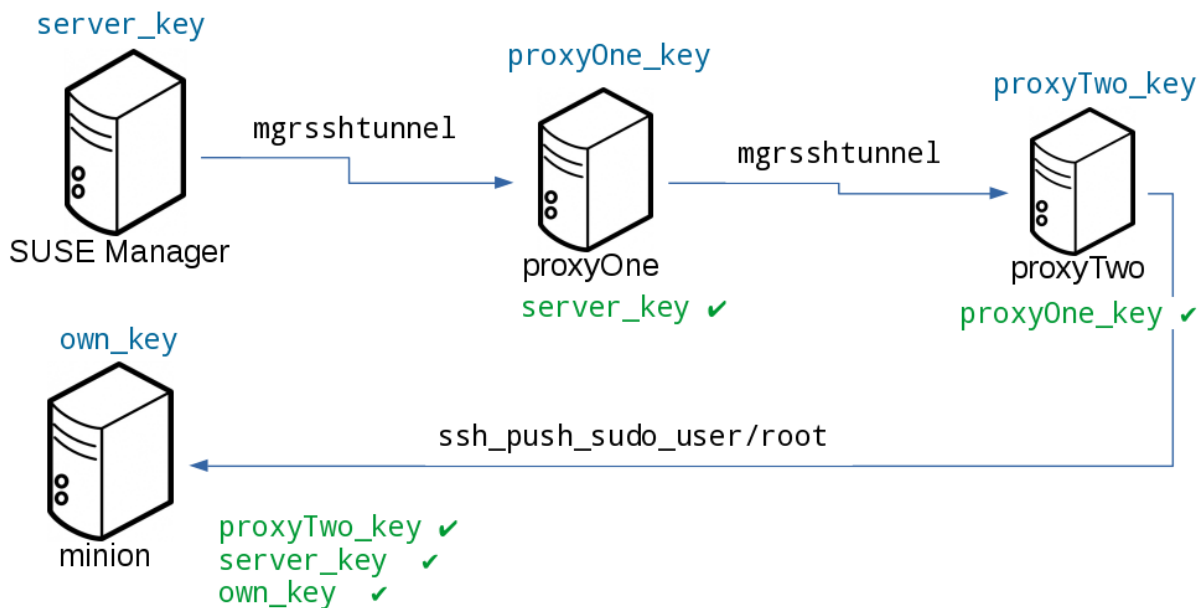 server_key
proxyOne_key
proxyTwo_key
mgrsshtunnel
mgrsshtunnel
SUSE Manager
proxyOne
proxyTwo
server_key ✔
proxyOne_key ✔
own_key
ssh_push_sudo_user/root
minion
proxyTwo_key ✔
server_key ✔
own_key ✔